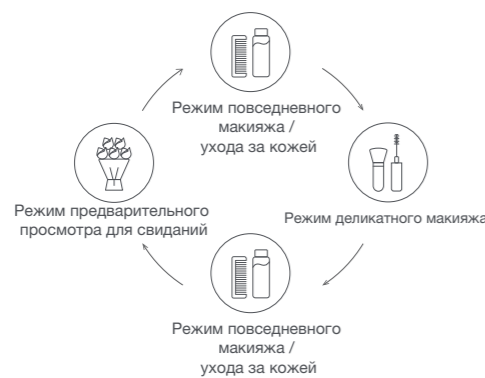 Режим повседневного
макияжа /
ухода за кожей
Режим предварительного
просмотра для свиданий
Режим деликатного макияжа
Режим повседневного
макияжа /
ухода за кожей